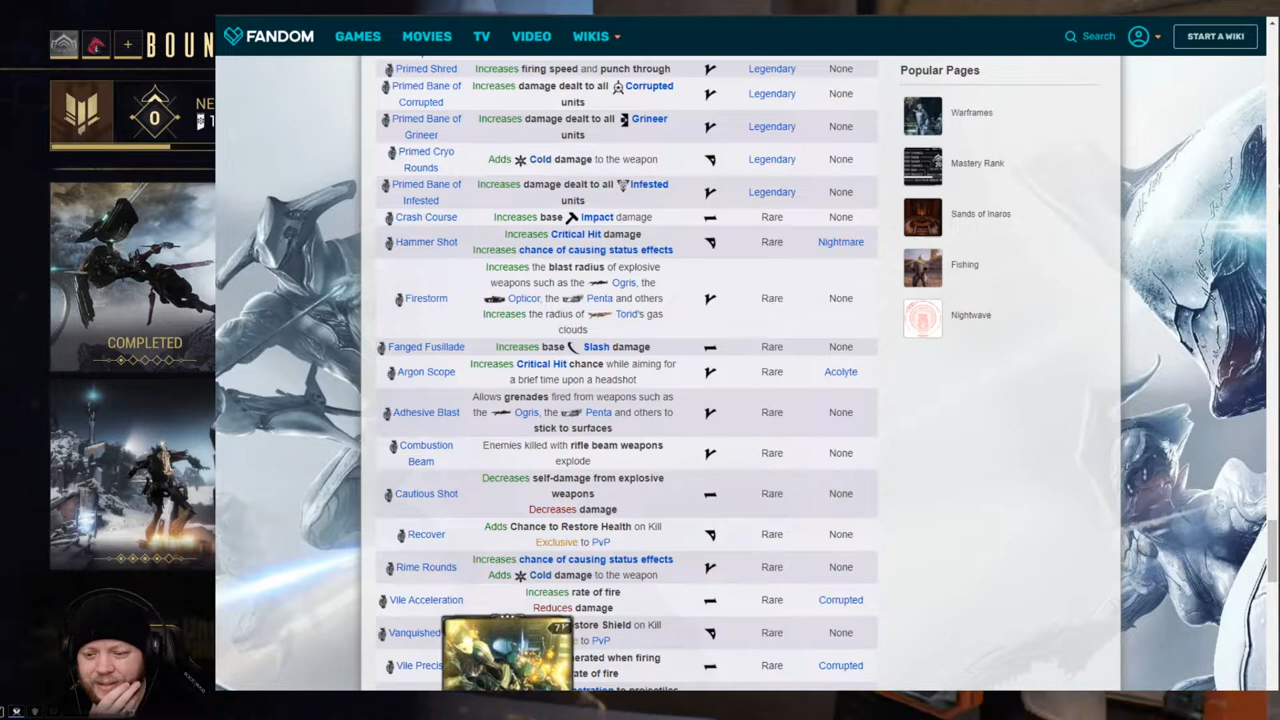 BOUN
0
NE
1
COMPLETED
FANDOM GAMES MOVIES TV VIDEO WIKIS Search START A WIKI
Primed Shred Increases firing speed and punch through Legendary None
Primed Bane of Corrupted Increases damage dealt to all Corrupted units Legendary None
Primed Bane of Grineer Increases damage dealt to all Grineer units Legendary None
Primed Cryo Rounds Adds Cold damage to the weapon Legendary None
Primed Bane of Infested Increases damage dealt to all Infested units Legendary None
Crash Course Increases base Impact damage Rare None
Hammer Shot Increases Critical Hit damage
Increases chance of causing status effects Rare Nightmare
Firestorm Increases the blast radius of explosive
weapons such as the Ogris, the
Opticor, the Penta and others
Increases the radius of Torid's gas
clouds Rare None
Fanged Fusillade Increases base Slash damage Rare None
Argon Scope Increases Critical Hit chance while aiming for
a brief time upon a headshot Rare Acolyte
Adhesive Blast Allows grenades fired from weapons such as
the Ogris, the Penta and others to
stick to surfaces Rare None
Combustion Beam Enemies killed with rifle beam weapons
explode Rare None
Cautious Shot Decreases self-damage from explosive
weapons
Decreases damage Rare None
Recover Adds Chance to Restore Health on Kill
Exclusive to PvP Rare None
Rime Rounds Increases chance of causing status effects
Adds Cold damage to the weapon Rare None
Vile Acceleration Increases rate of fire
Reduces damage Rare Corrupted
Vanquished store Shield on Kill
to PvP Rare None
Vile Precis erated when firing
ate of fire Rare Corrupted
Popular Pages
Warframes
Mastery Rank
Sands of Inaros
Fishing
Nightwave